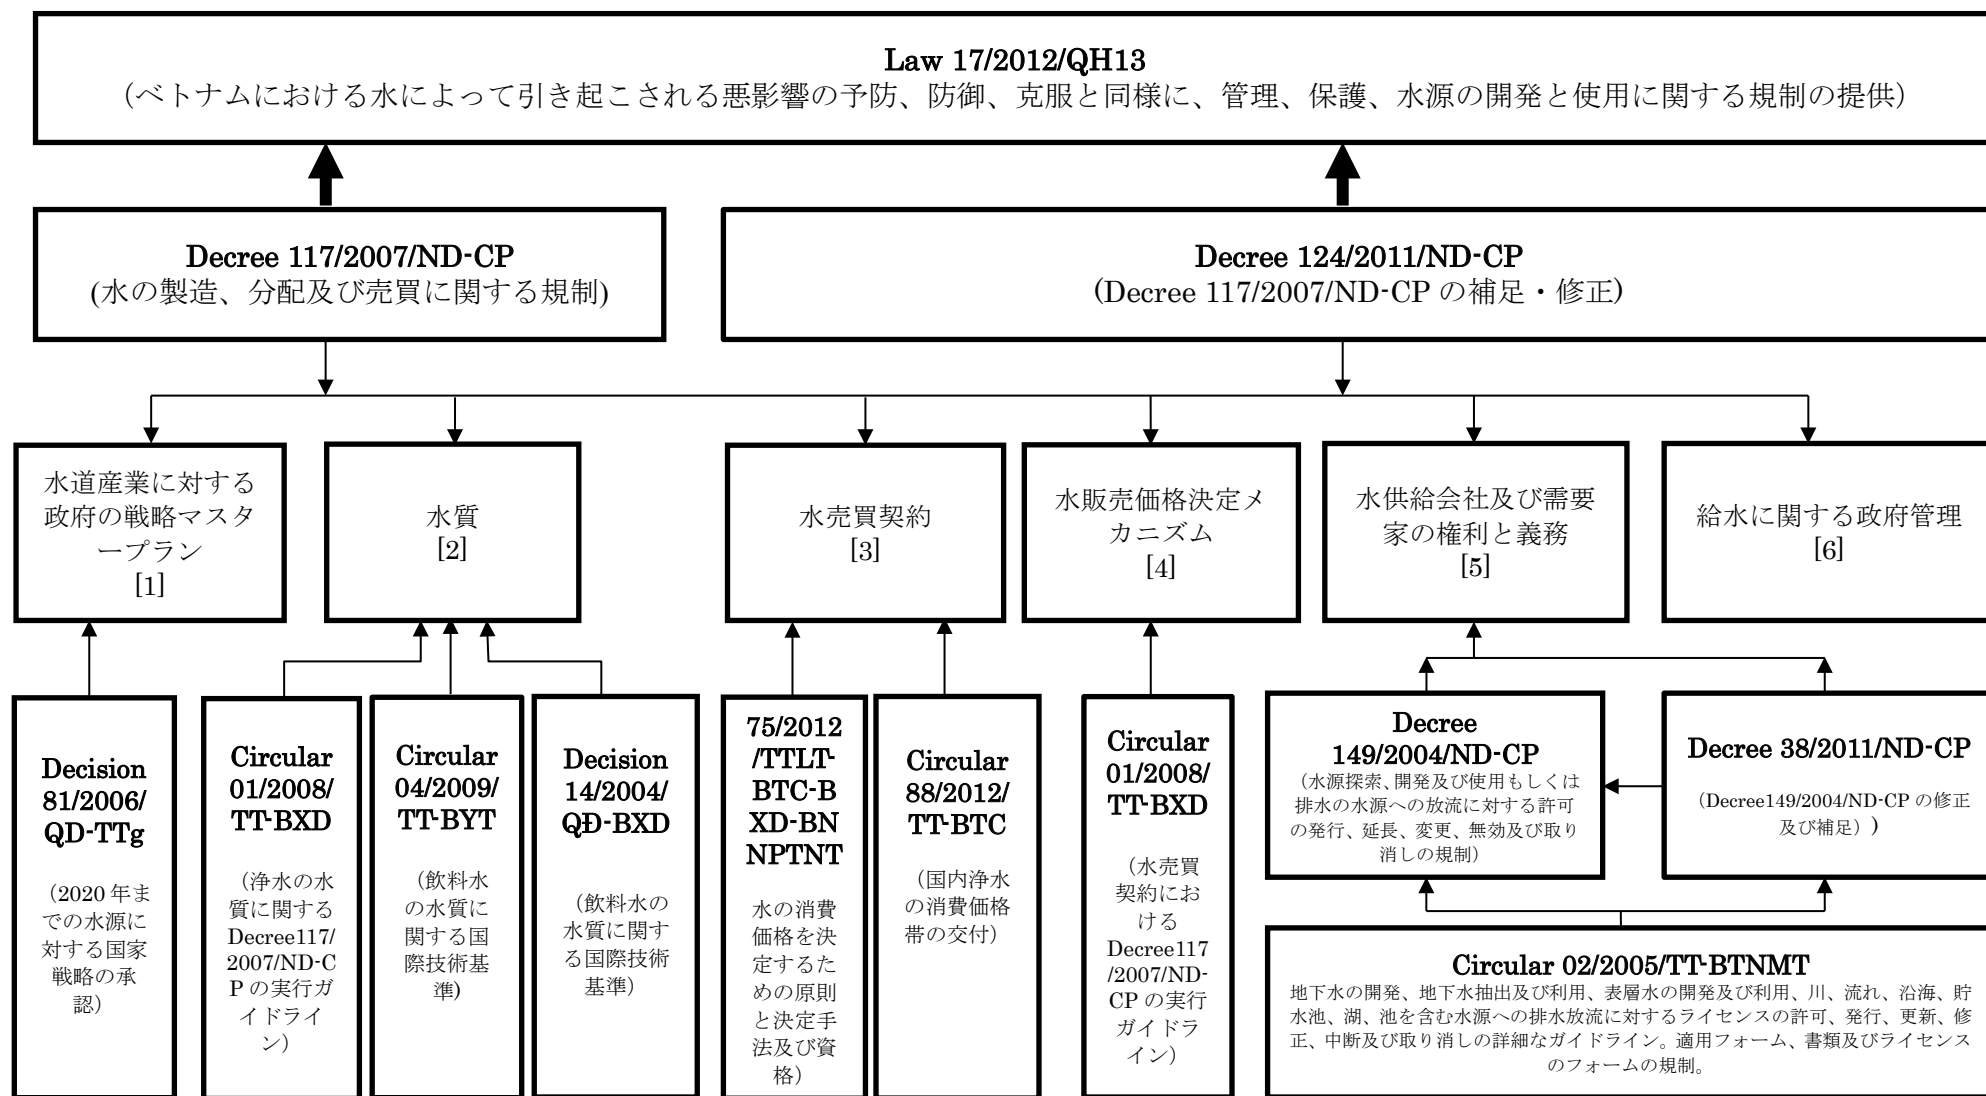 Law 17/2012/QH13
（ベトナムにおける水によって引き起こされる悪影響の予防、防御、克服と同様に、管理、保護、水源の開発と使用に関する規制の提供）
Decree 117/2007/ND-CP
(水の製造、分配及び売買に関する規制)
Decree 124/2011/ND-CP
(Decree 117/2007/ND-CP の補足・修正)
水道産業に対する
政府の戦略マスタ
ープラン
[1]
水質
[2]
水売買契約
[3]
水販売価格決定メ
カニズム
[4]
水供給会社及び需要
家の権利と義務
[5]
給水に関する政府管理
[6]
Decision
81/2006/
QD-TTg
（2020 年ま
での水源に
対する国家
戦略の承
認）
Circular
01/2008/
TT-BXD
（浄水の水
質に関する
Decree117/
2007/ND-C
P の実行ガ
イドライ
ン）
Circular
04/2009/
TT-BYT
（飲料水
の水質に
関する国
際技術基
準)
Decision
14/2004/
QĐ-BXD
（飲料水の
水質に関す
る国際技術
基準）
75/2012
/TTLT-
BTC-B
XD-BN
NPTNT
水の消費
価格を決
定するた
めの原則
と決定手
法及び資
格）
Circular
88/2012/
TT-BTC
（国内浄水
の消費価格
帯の交付）
Circular
01/2008/
TT-BXD
（水売買
契約にお
ける
Decree117
/2007/ND-
CP の実行
ガイドラ
イン）
Decree
149/2004/ND-CP
（水源探索、開発及び使用もしくは
排水の水源への放流に対する許可
の発行、延長、変更、無効及び取り
消しの規制）
Decree 38/2011/ND-CP
（Decree149/2004/ND-CP の修正
及び補足）)
Circular 02/2005/TT-BTNMT
地下水の開発、地下水抽出及び利用、表層水の開発及び利用、川、流れ、沿海、貯
水池、湖、池を含む水源への排水放流に対するライセンスの許可、発行、更新、修
正、中断及び取り消しの詳細なガイドライン。適用フォーム、書類及びライセンス
のフォームの規制。